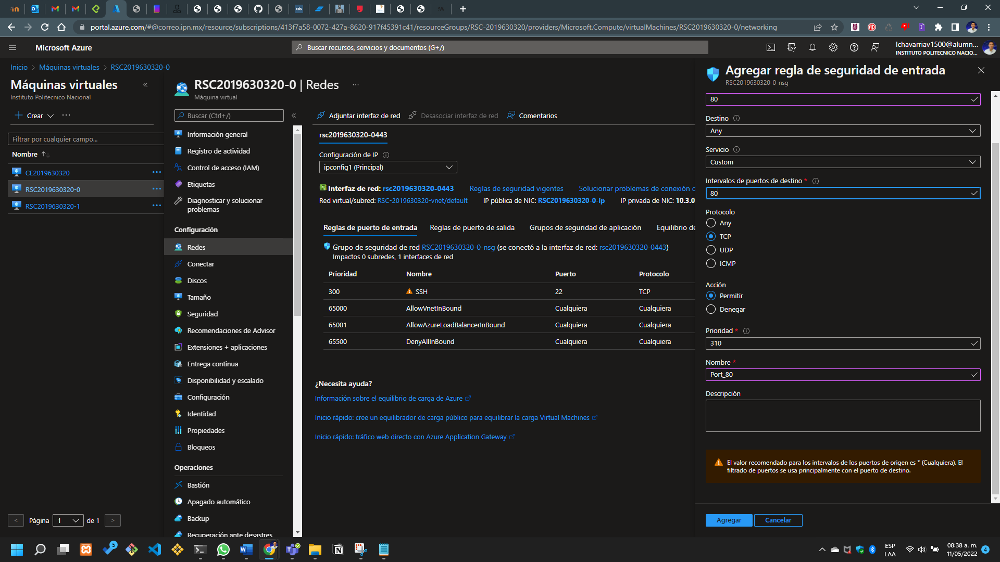 portal.azure.com/#@correo.ipn.mx/resource/subscriptions/413f7a58-0072-427a-8620-917f45391c41/resourceGroups/RSC-2019630320/providers/Microsoft.Compute/virtualMachines/RSC2019630320-0/networking
Microsoft Azure
Buscar recursos, servicios y documentos (G+/)
lchavarriav1500@alumn...
INSTITUTO POLITECNICO NACIO...
Inicio > Máquinas virtuales > RSC2019630320-0
Máquinas virtuales
Instituto Politecnico Nacional
Crear
Filtrar por cualquier campo...
Nombre
CE2019630320
RSC2019630320-0
RSC2019630320-1
Página 1 de 1
RSC2019630320-0 | Redes
Máquina virtual
Buscar (Ctrl+/)
Información general
Registro de actividad
Control de acceso (IAM)
Etiquetas
Diagnosticar y solucionar
problemas
Configuración
Redes
Conectar
Discos
Tamaño
Seguridad
Recomendaciones de Advisor
Extensiones + aplicaciones
Entrega continua
Disponibilidad y escalado
Configuración
Identidad
Propiedades
Bloqueos
Operaciones
Bastión
Apagado automático
Backup
Recuperación ante desastres
Adjuntar interfaz de red
Desasociar interfaz de red
Comentarios
rsc2019630320-0443
Configuración de IP
ipconfig1 (Principal)
Interfaz de red: rsc2019630320-0443 Reglas de seguridad vigentes Solucionar problemas de conexión d
Red virtual/subred: RSC-2019630320-vnet/default IP pública de NIC: RSC2019630320-0-ip IP privada de NIC: 10.3.0
Reglas de puerto de entrada Reglas de puerto de salida Grupos de seguridad de aplicación Equilibrio de
Grupo de seguridad de red RSC2019630320-0-nsg (se conectó a la interfaz de red: rsc2019630320-0443)
Impactos 0 subredes, 1 interfaces de red
Prioridad Nombre Puerto Protocolo
300 SSH 22 TCP
65000 AllowVnetInBound Cualquiera Cualquiera
65001 AllowAzureLoadBalancerInBound Cualquiera Cualquiera
65500 DenyAllInBound Cualquiera Cualquiera
¿Necesita ayuda?
Información sobre el equilibrio de carga de Azure
Inicio rápido: cree un equilibrador de carga público para equilibrar la carga Virtual Machines
Inicio rápido: tráfico web directo con Azure Application Gateway
Agregar regla de seguridad de entrada
RSC2019630320-0-nsg
80
Destino
Any
Servicio
Custom
Intervalos de puertos de destino *
80
Protocolo
Any
TCP
UDP
ICMP
Acción
Permitir
Denegar
Prioridad *
310
Nombre *
Port_80
Descripción
El valor recomendado para los intervalos de los puertos de origen es * (Cualquiera). El
filtrado de puertos se usa principalmente con el puerto de destino.
Agregar
Cancelar
5
ESP
LAA
08:38 a. m.
11/05/2022
4